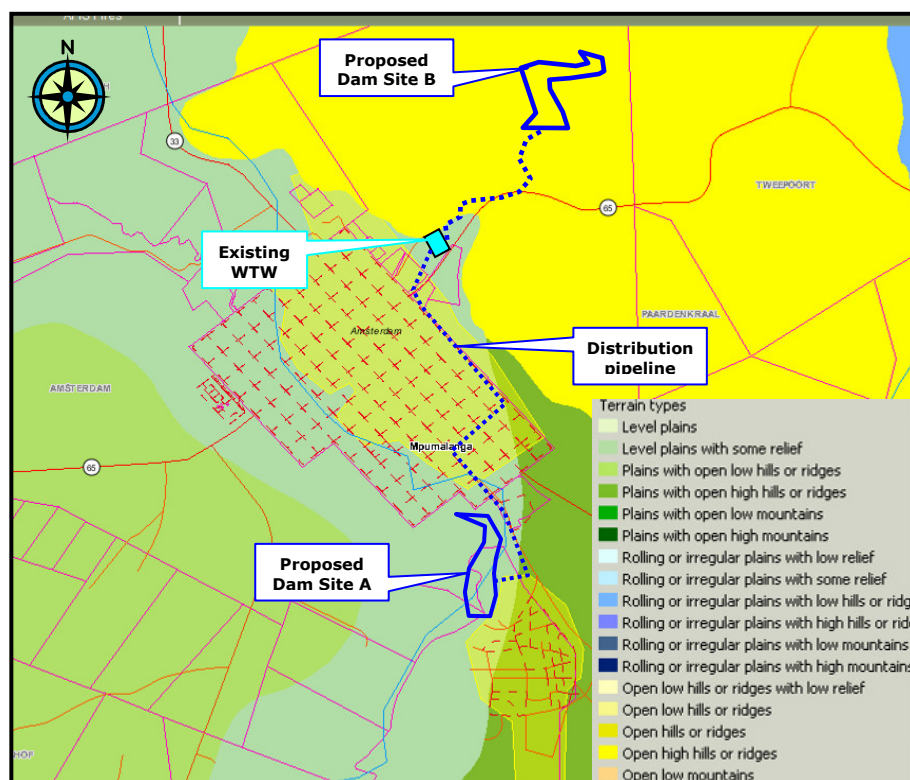 N
Proposed
Dam Site B
33
65
TWEEPOORT
Existing
WTW
PAARDENKRAAL
Amsterdam
Distribution
pipeline
AMSTERDAM
Mpumalanga
65
Proposed
Dam Site A
HOF
Terrain types
Level plains
Level plains with some relief
Plains with open low hills or ridges
Plains with open high hills or ridges
Plains with open low mountains
Plains with open high mountains
Rolling or irregular plains with low relief
Rolling or irregular plains with some relief
Rolling or irregular plains with low hills or ridg
Rolling or irregular plains with high hills or ridg
Rolling or irregular plains with low mountains
Rolling or irregular plains with high mountains
Open low hills or ridges with low relief
Open low hills or ridges
Open hills or ridges
Open high hills or ridges
Open low mountains